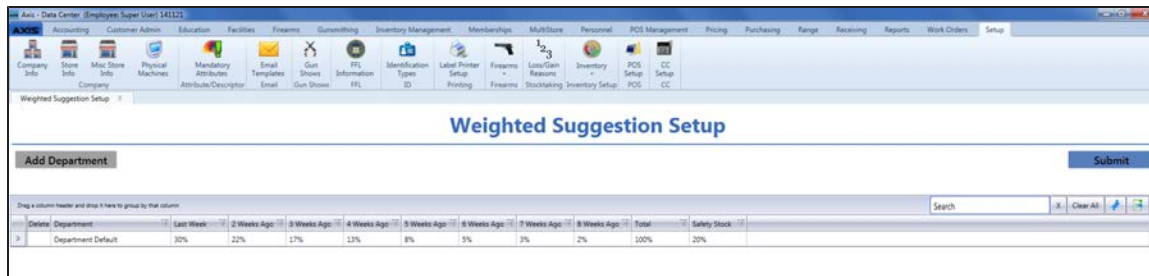 Axis - Data Center (Employee: Super User) 141121
AXIS Accounting Customer Admin Education Facilities Firearms Gunsmithing Inventory Management Memberships MultiStore Personnel POS Management Pricing Purchasing Range Receiving Reports Work Orders Setup
Company Info Store Info Misc Store Info Physical Machines Mandatory Attributes Email Templates Gun Shows FFL Information Identification Types Label Printer Setup Firearms Loss/Gain Reasons Inventory POS Setup CC Setup
Company Attribute/Descriptor Email Gun Shows FFL ID Printing Firearms Stocktaking Inventory Setup POS CC
Weighted Suggestion Setup X
Weighted Suggestion Setup
Add Department Submit
Drag a column header and drop it here to group by that column Search X Clear All
Delete Department Last Week 2 Weeks Ago 3 Weeks Ago 4 Weeks Ago 5 Weeks Ago 6 Weeks Ago 7 Weeks Ago 8 Weeks Ago Total Safety Stock
> Department Default 30% 22% 17% 13% 8% 5% 3% 2% 100% 20%